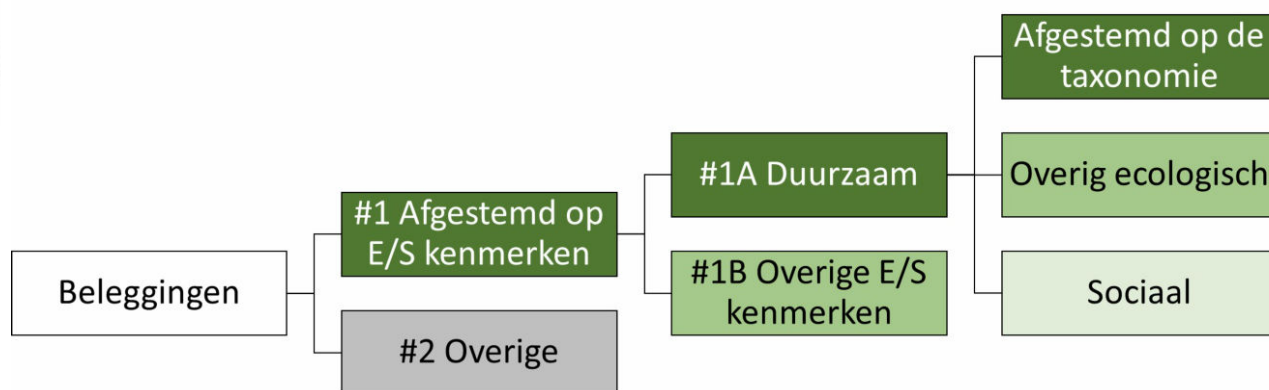 Beleggingen
#1 Afgestemd op
E/S kenmerken
#2 Overige
#1A Duurzaam
#1B Overige E/S
kenmerken
Afgestemd op de
taxonomie
Overig ecologisch
Sociaal